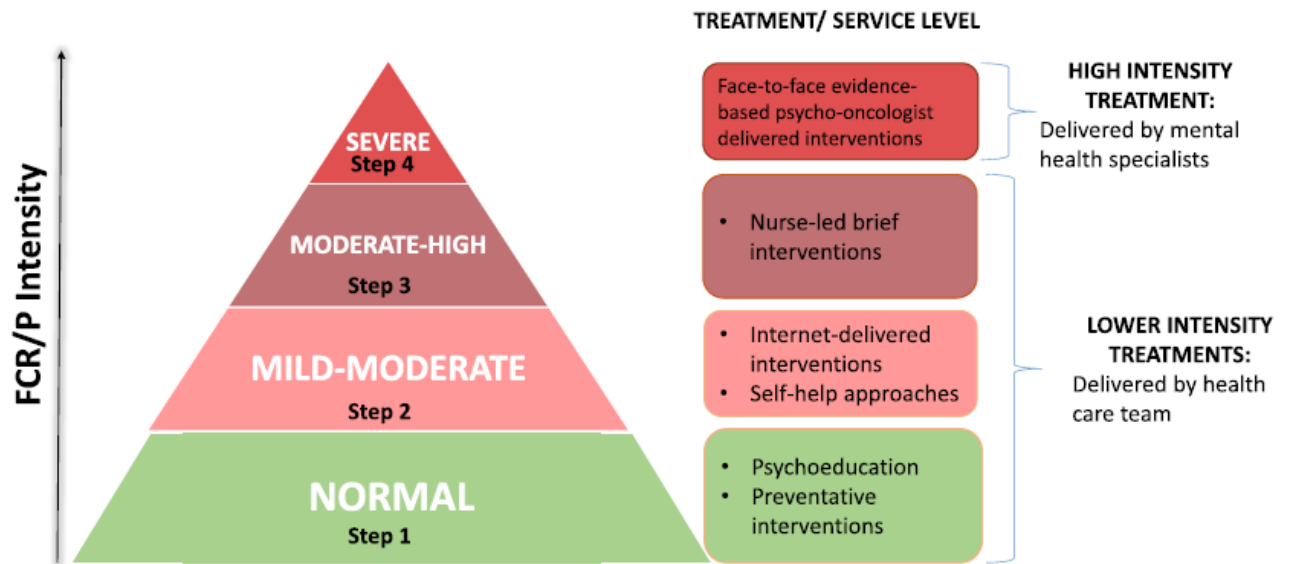 TREATMENT/ SERVICE LEVEL
FCR/P Intensity
SEVERE
Step 4
Face-to-face evidence-
based psycho-oncologist
delivered interventions
HIGH INTENSITY
TREATMENT:
Delivered by mental
health specialists
MODERATE-HIGH
Step 3
• Nurse-led brief
interventions
MILD-MODERATE
Step 2
• Internet-delivered
interventions
• Self-help approaches
LOWER INTENSITY
TREATMENTS:
Delivered by health
care team
NORMAL
Step 1
• Psychoeducation
• Preventative
interventions